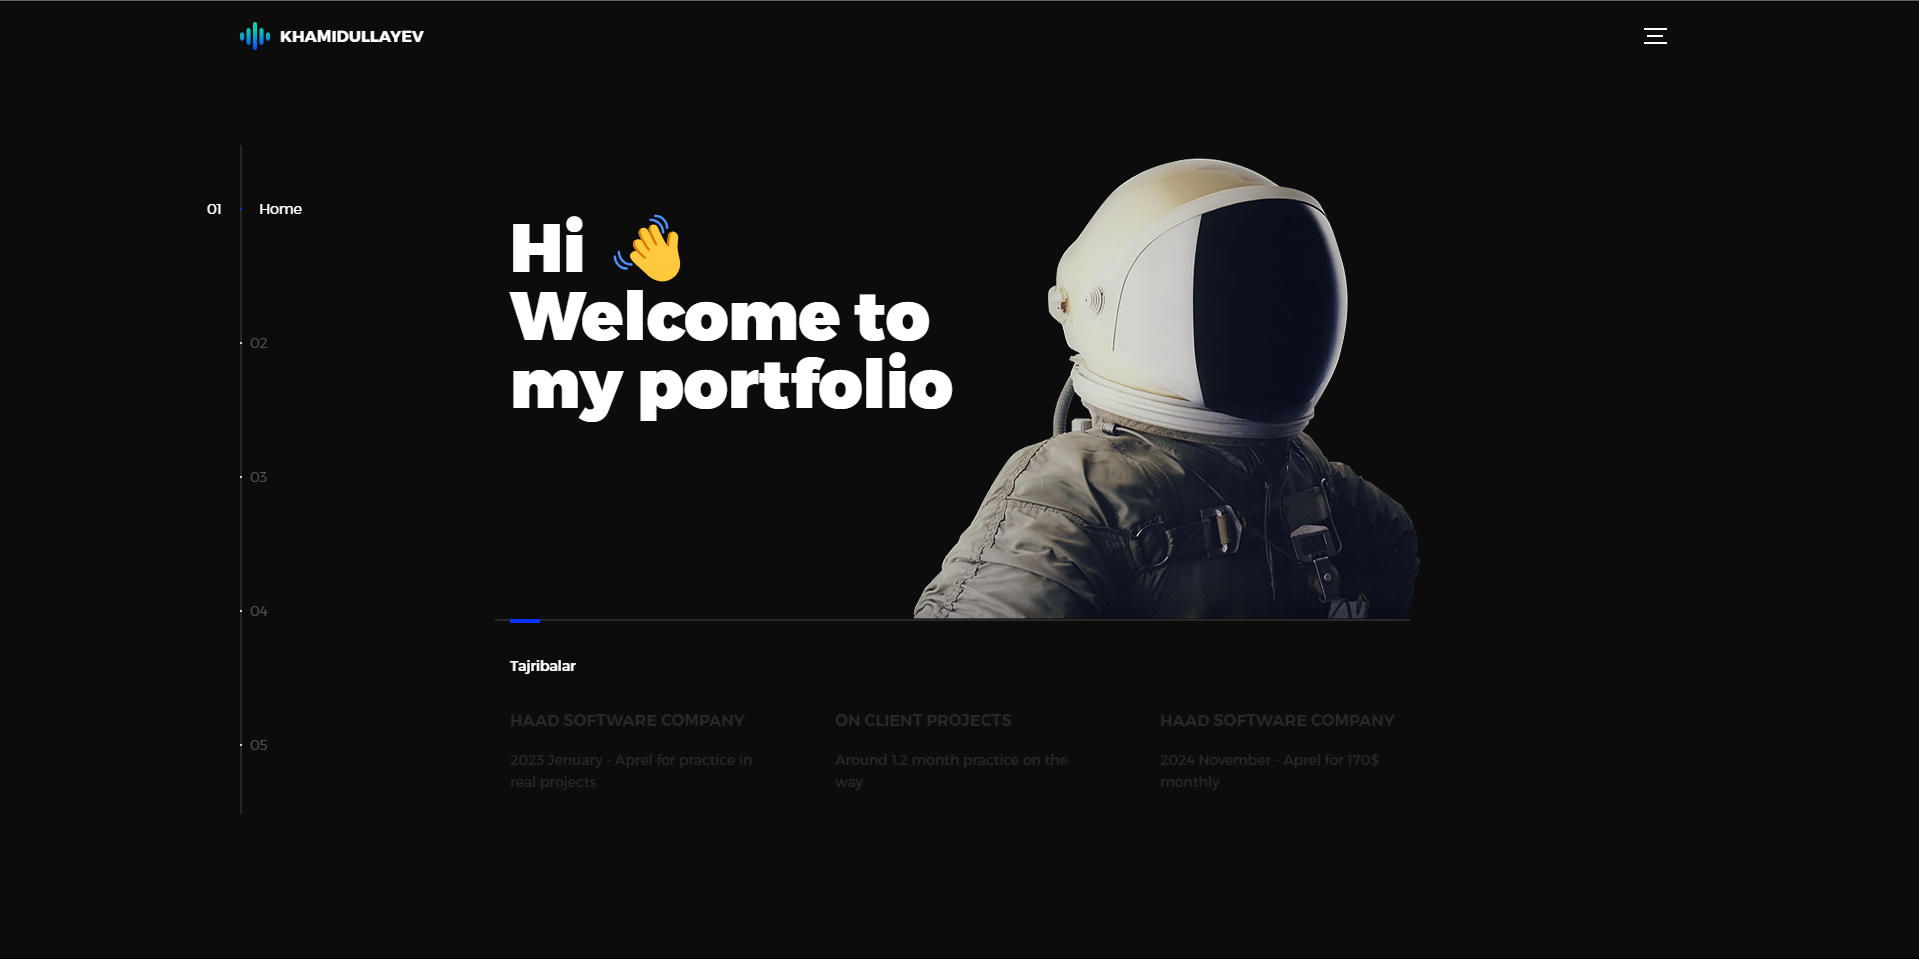 KHAMIDULLAYEV
01 Home
02
03
04
05
Hi 👋
Welcome to
my portfolio
Tajribalar
HAAD SOFTWARE COMPANY
2023 Jenuary - Aprel for practice in
real projects
ON CLIENT PROJECTS
Around 1,2 month practice on the
way
HAAD SOFTWARE COMPANY
2024 November - Aprel for 170$
monthly